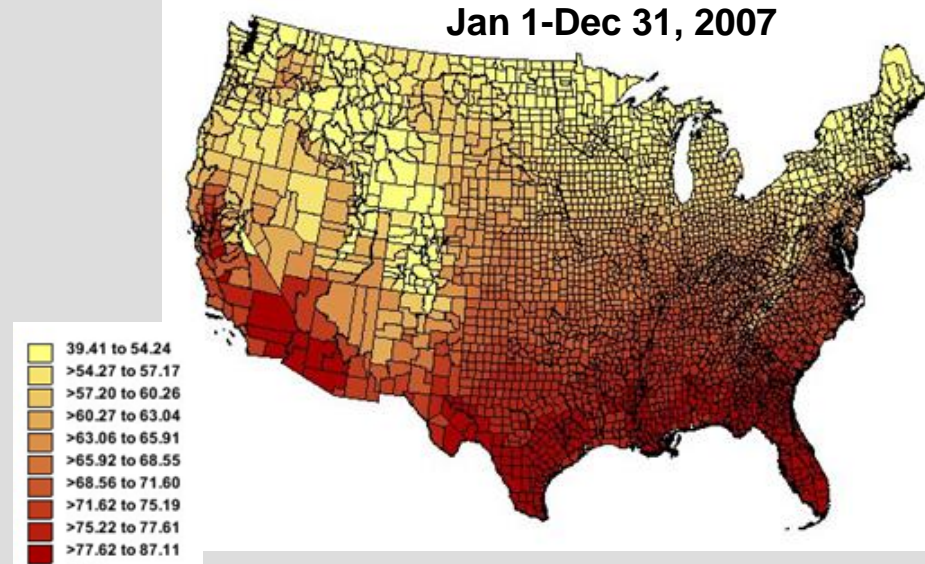 Jan 1-Dec 31, 2007
39.41 to 54.24
>54.27 to 57.17
>57.20 to 60.26
>60.27 to 63.04
>63.06 to 65.91
>65.92 to 68.55
>68.56 to 71.60
>71.62 to 75.19
>75.22 to 77.61
>77.62 to 87.11